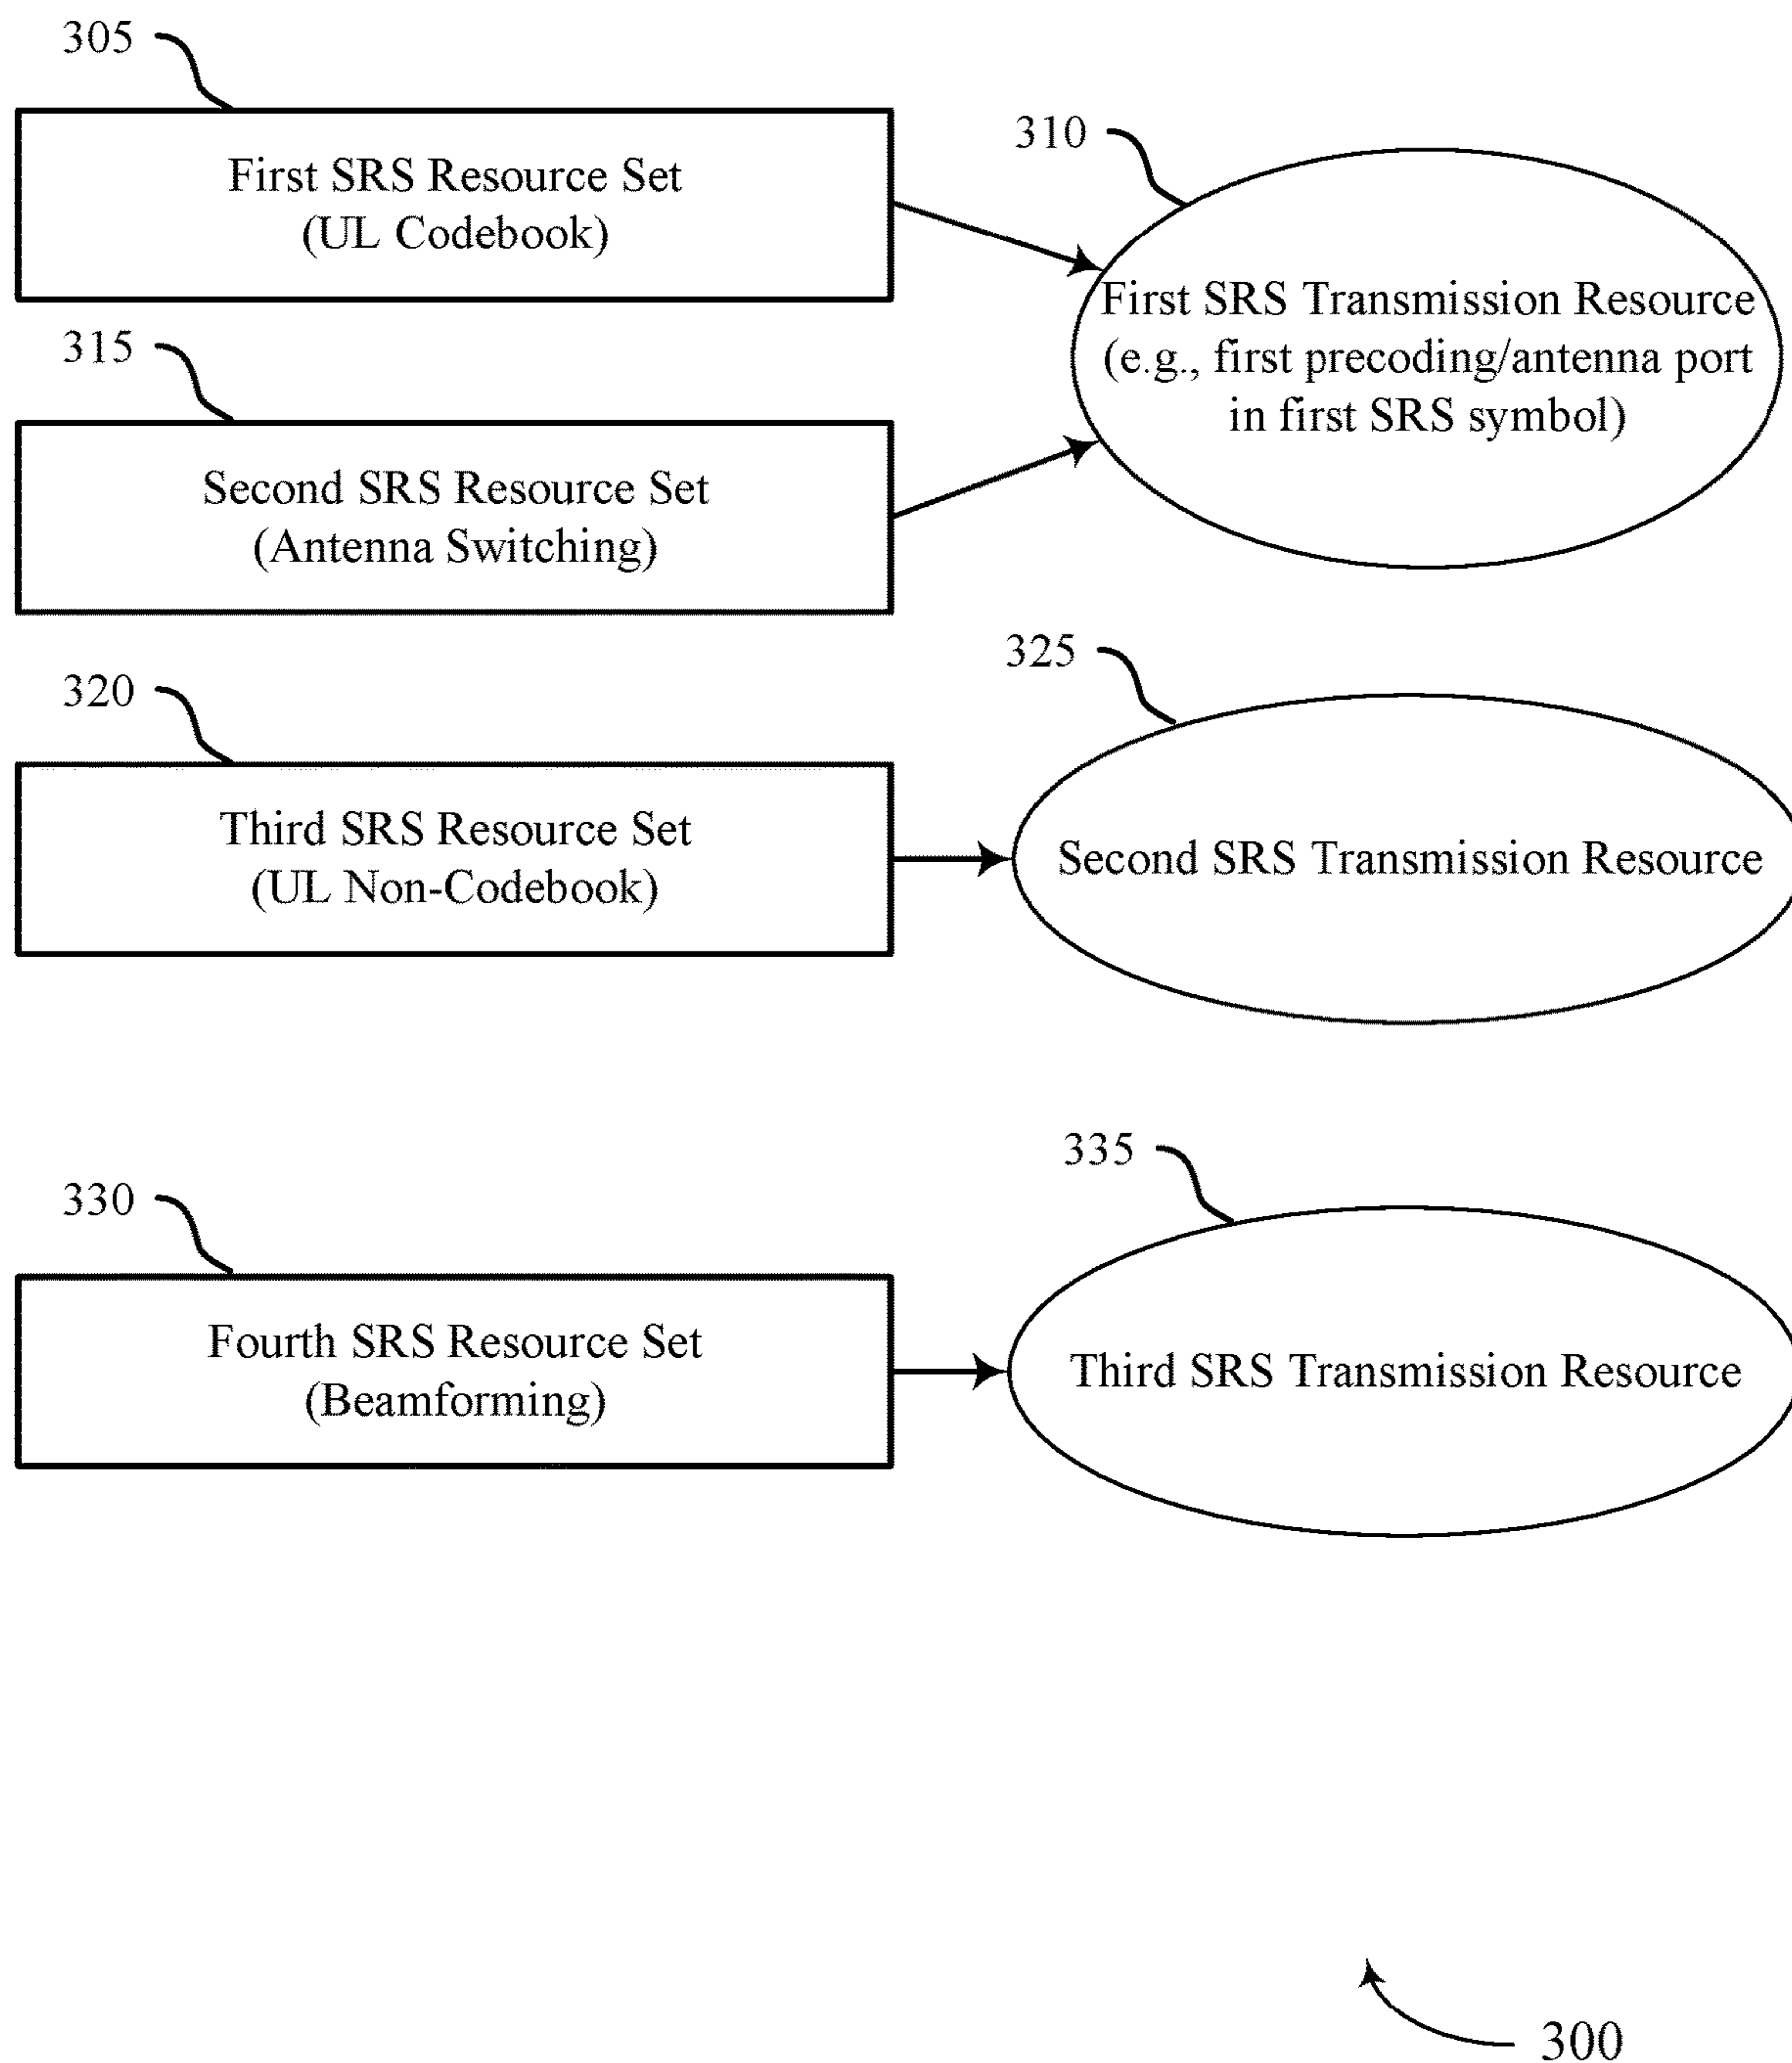 305
First SRS Resource Set
(UL Codebook)
310
First SRS Transmission Resource
(e.g., first precoding/antenna port
in first SRS symbol)
315
Second SRS Resource Set
(Antenna Switching)
320
Third SRS Resource Set
(UL Non-Codebook)
325
Second SRS Transmission Resource
330
Fourth SRS Resource Set
(Beamforming)
335
Third SRS Transmission Resource
300